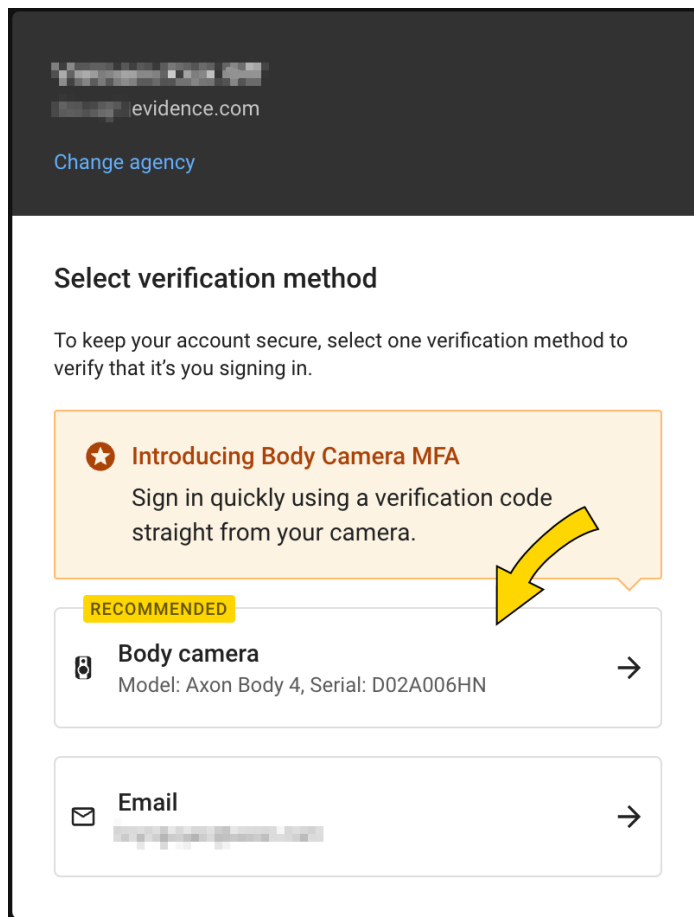 evidence.com
Change agency
Select verification method
To keep your account secure, select one verification method to
verify that it's you signing in.
Introducing Body Camera MFA
Sign in quickly using a verification code
straight from your camera.
RECOMMENDED
Body camera
Model: Axon Body 4, Serial: D02A006HN
Email